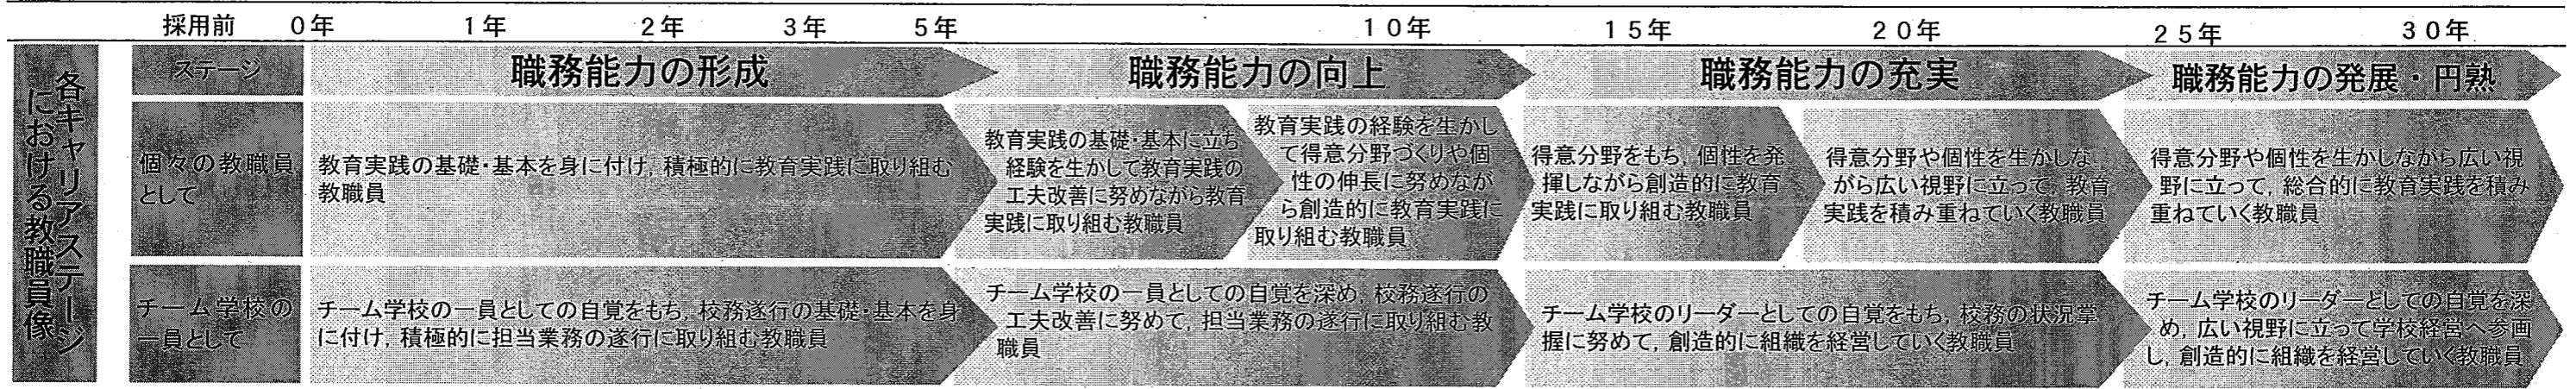 採用前 0年 1年 2年 3年 5年 10年 15年 20年 25年 30年
各キャリアステージ
における教職員像
ステージ
職務能力の形成
職務能力の向上
職務能力の充実
職務能力の発展・円熟
個々の教職員
として
教育実践の基礎・基本を身に付け，積極的に教育実践に取り組む
教職員
教育実践の基礎・基本に立ち
経験を生かして教育実践の
工夫改善に努めながら教育
実践に取り組む教職員
教育実践の経験を生かし
て得意分野づくりや個
性の伸長に努めなが
ら創造的に教育実践に
取り組む教職員
得意分野をもち，個性を発
揮しながら創造的に教育
実践に取り組む教職員
得意分野や個性を生かしな
がら広い視野に立って，教育
実践を積み重ねていく教職員
得意分野や個性を生かしながら広い視
野に立って，総合的に教育実践を積み
重ねていく教職員
チーム学校の
一員として
チーム学校の一員としての自覚をもち，校務遂行の基礎・基本を身
に付け，積極的に担当業務の遂行に取り組む教職員
チーム学校の一員としての自覚を深め，校務遂行の
工夫改善に努めて，担当業務の遂行に取り組む教
職員
チーム学校のリーダーとしての自覚をもち，校務の状況掌
握に努めて，創造的に組織を経営していく教職員
チーム学校のリーダーとしての自覚を深
め，広い視野に立って学校経営へ参画
し，創造的に組織を経営していく教職員